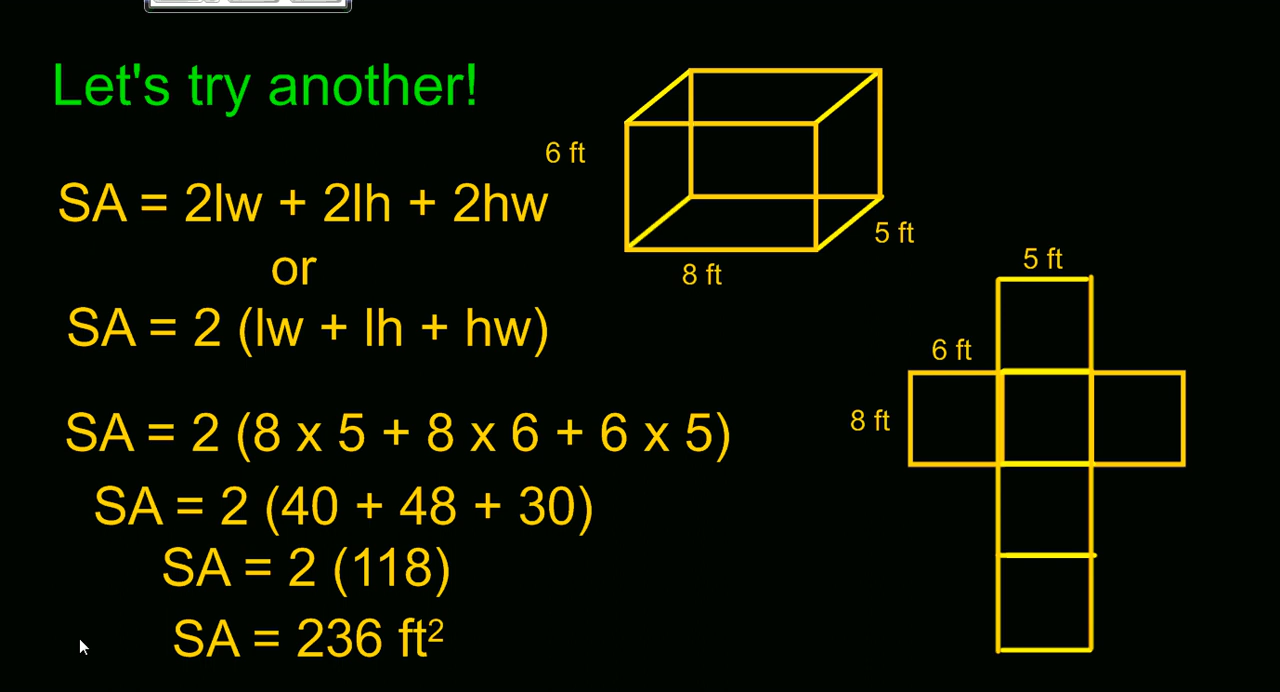 Let's try another!
6 ft
SA = 2lw + 2lh + 2hw
5 ft
8 ft
or
SA = 2 (lw + lh + hw)
5 ft
6 ft
8 ft
SA = 2 (8 x 5 + 8 x 6 + 6 x 5)
SA = 2 (40 + 48 + 30)
SA = 2 (118)
SA = 236 ft²